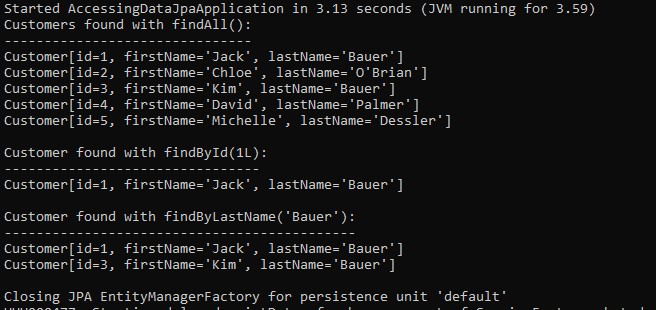 Started AccessingDataJpaApplication in 3.13 seconds (JVM running for 3.59)
Customers found with findAll():
-------------------------------
Customer[id=1, firstName='Jack', lastName='Bauer']
Customer[id=2, firstName='Chloe', lastName='O'Brian']
Customer[id=3, firstName='Kim', lastName='Bauer']
Customer[id=4, firstName='David', lastName='Palmer']
Customer[id=5, firstName='Michelle', lastName='Dessler']
Customer found with findById(1L):
--------------------------------
Customer[id=1, firstName='Jack', lastName='Bauer']
Customer found with findByLastName('Bauer'):
--------------------------------------------
Customer[id=1, firstName='Jack', lastName='Bauer']
Customer[id=3, firstName='Kim', lastName='Bauer']
Closing JPA EntityManagerFactory for persistence unit 'default'